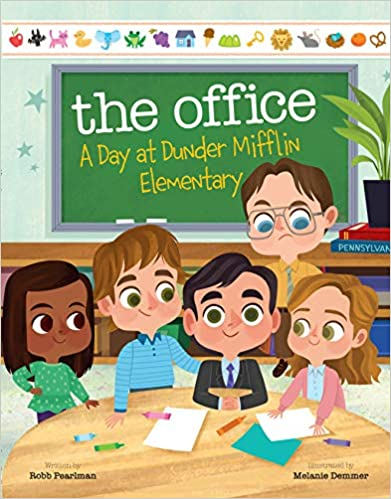 the office
A Day at Dunder Mifflin
Elementary
PENNSYLVAN
Written by
Robb Pearlman
Illustrated by
Melanie Demmer